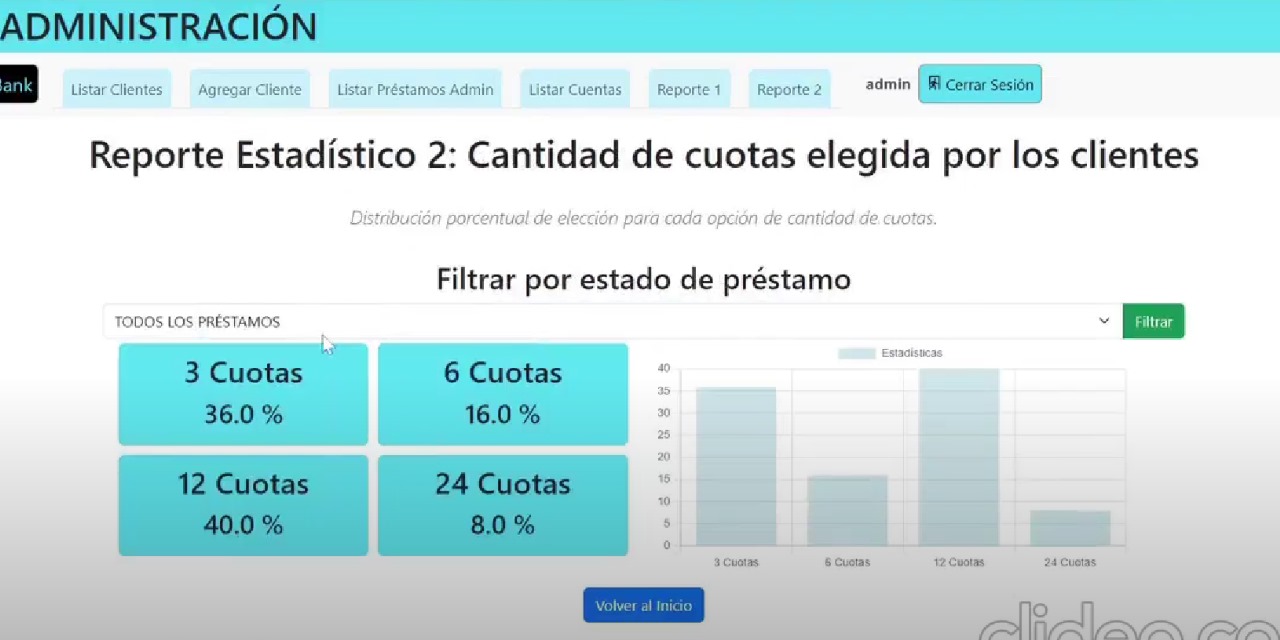 ADMINISTRACIÓN
Bank Listar Clientes Agregar Cliente Listar Préstamos Admin Listar Cuentas Reporte 1 Reporte 2 admin Cerrar Sesión
Reporte Estadístico 2: Cantidad de cuotas elegida por los clientes
Distribución porcentual de elección para cada opción de cantidad de cuotas.
Filtrar por estado de préstamo
TODOS LOS PRÉSTAMOS Filtrar
3 Cuotas
36.0 %
6 Cuotas
16.0 %
12 Cuotas
40.0 %
24 Cuotas
8.0 %
Estadísticas
40
35
30
25
20
15
10
5
0
3 Cuotas 6 Cuotas 12 Cuotas 24 Cuotas
Volver al Inicio
clideo.co